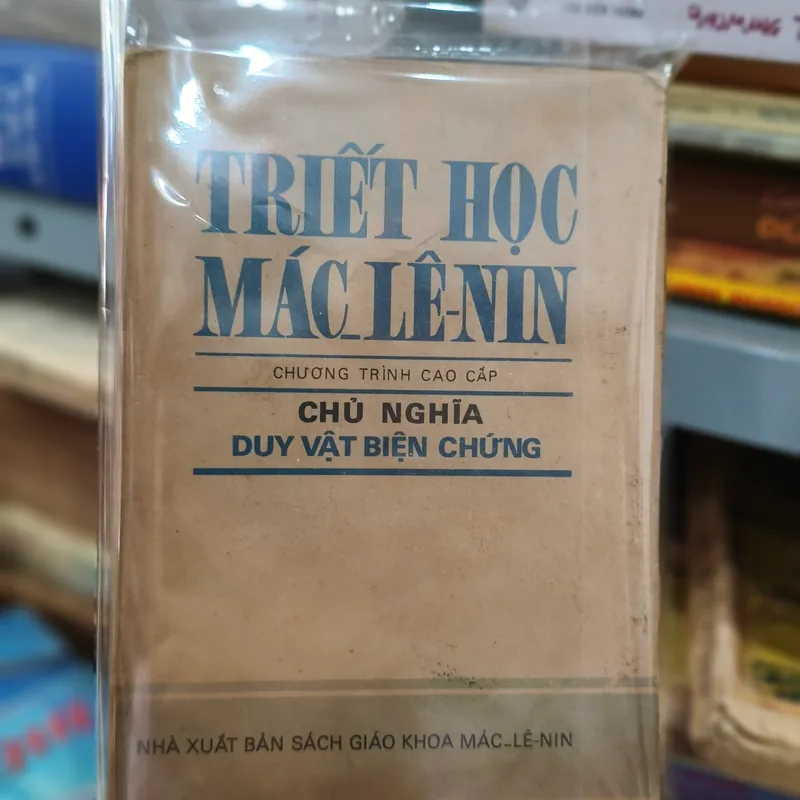 TRIẾT HỌC
MÁC_LÊ-NIN
CHƯƠNG TRÌNH CAO CẤP
CHỦ NGHĨA
DUY VẬT BIỆN CHỨNG
NHÀ XUẤT BẢN SÁCH GIÁO KHOA MÁC_LÊ-NIN